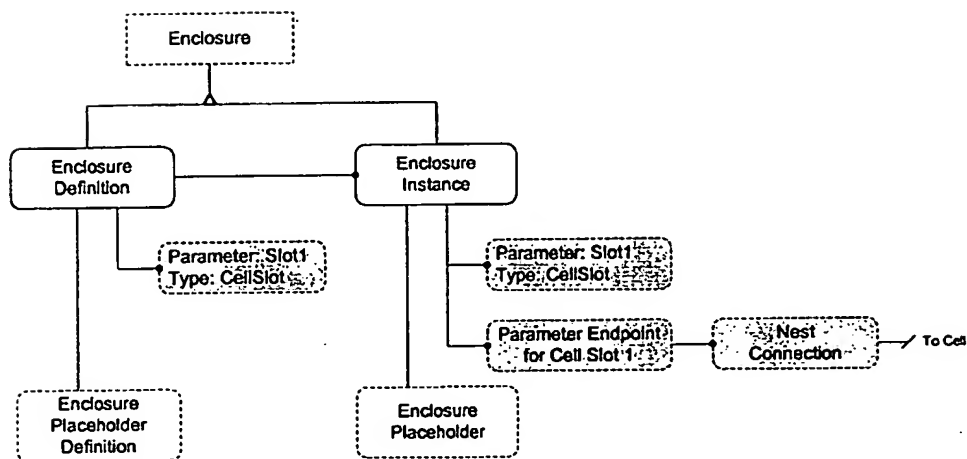 Enclosure
Enclosure
Definition
Enclosure
Instance
Parameter: Slot1
Type: CellSlot
Parameter: Slot1
Type: CellSlot
Parameter Endpoint
for Cell Slot 1
Nest
Connection
To Cell
Enclosure
Placeholder
Definition
Enclosure
Placeholder